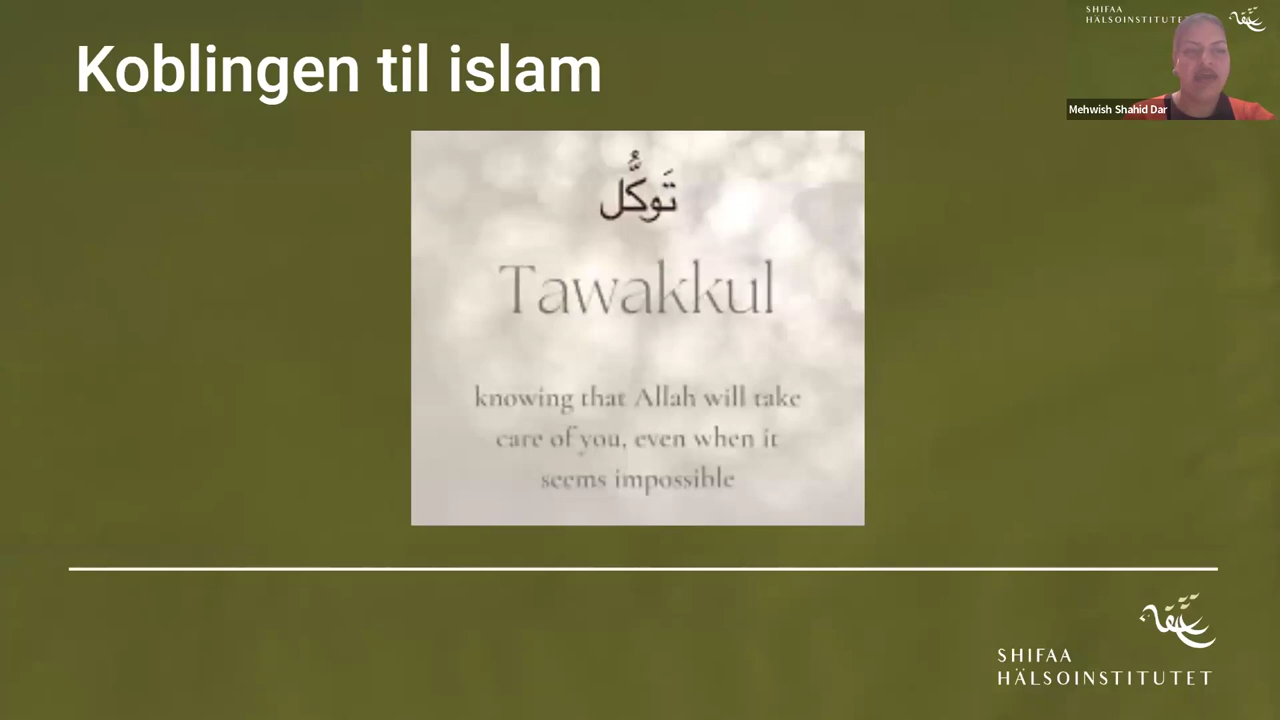 Koblingen til islam
SHIFAA
HÄLSOINSTITUTET
Mehwish Shahid Dar
تَوكُّل
Tawakkul
knowing that Allah will take
care of you, even when it
seems impossible
SHIFAA
HÄLSOINSTITUTET